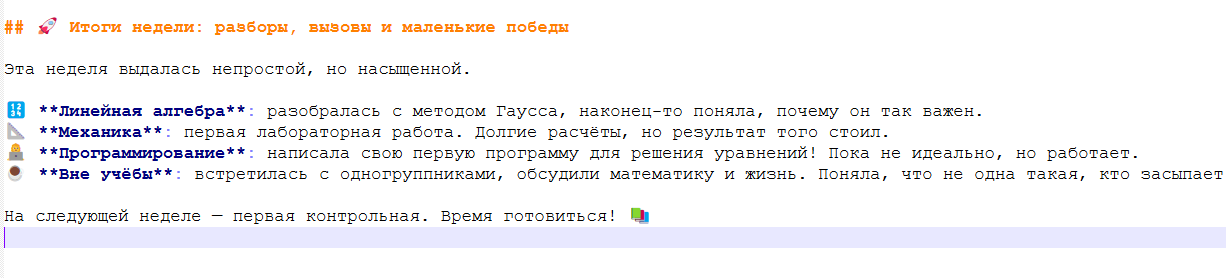 ## 🚀 Итоги недели: разборы, вызовы и маленькие победы
Эта неделя выдалась непростой, но насыщенной.
🔢 **Линейная алгебра**: разобралась с методом Гаусса, наконец-то поняла, почему он так важен.
📐 **Механика**: первая лабораторная работа. Долгие расчёты, но результат того стоил.
🧑‍💻 **Программирование**: написала свою первую программу для решения уравнений! Пока не идеально, но работает.
☕ **Вне учёбы**: встретилась с одногруппниками, обсудили математику и жизнь. Поняла, что не одна такая, кто засыпает
На следующей неделе — первая контрольная. Время готовиться! 📚